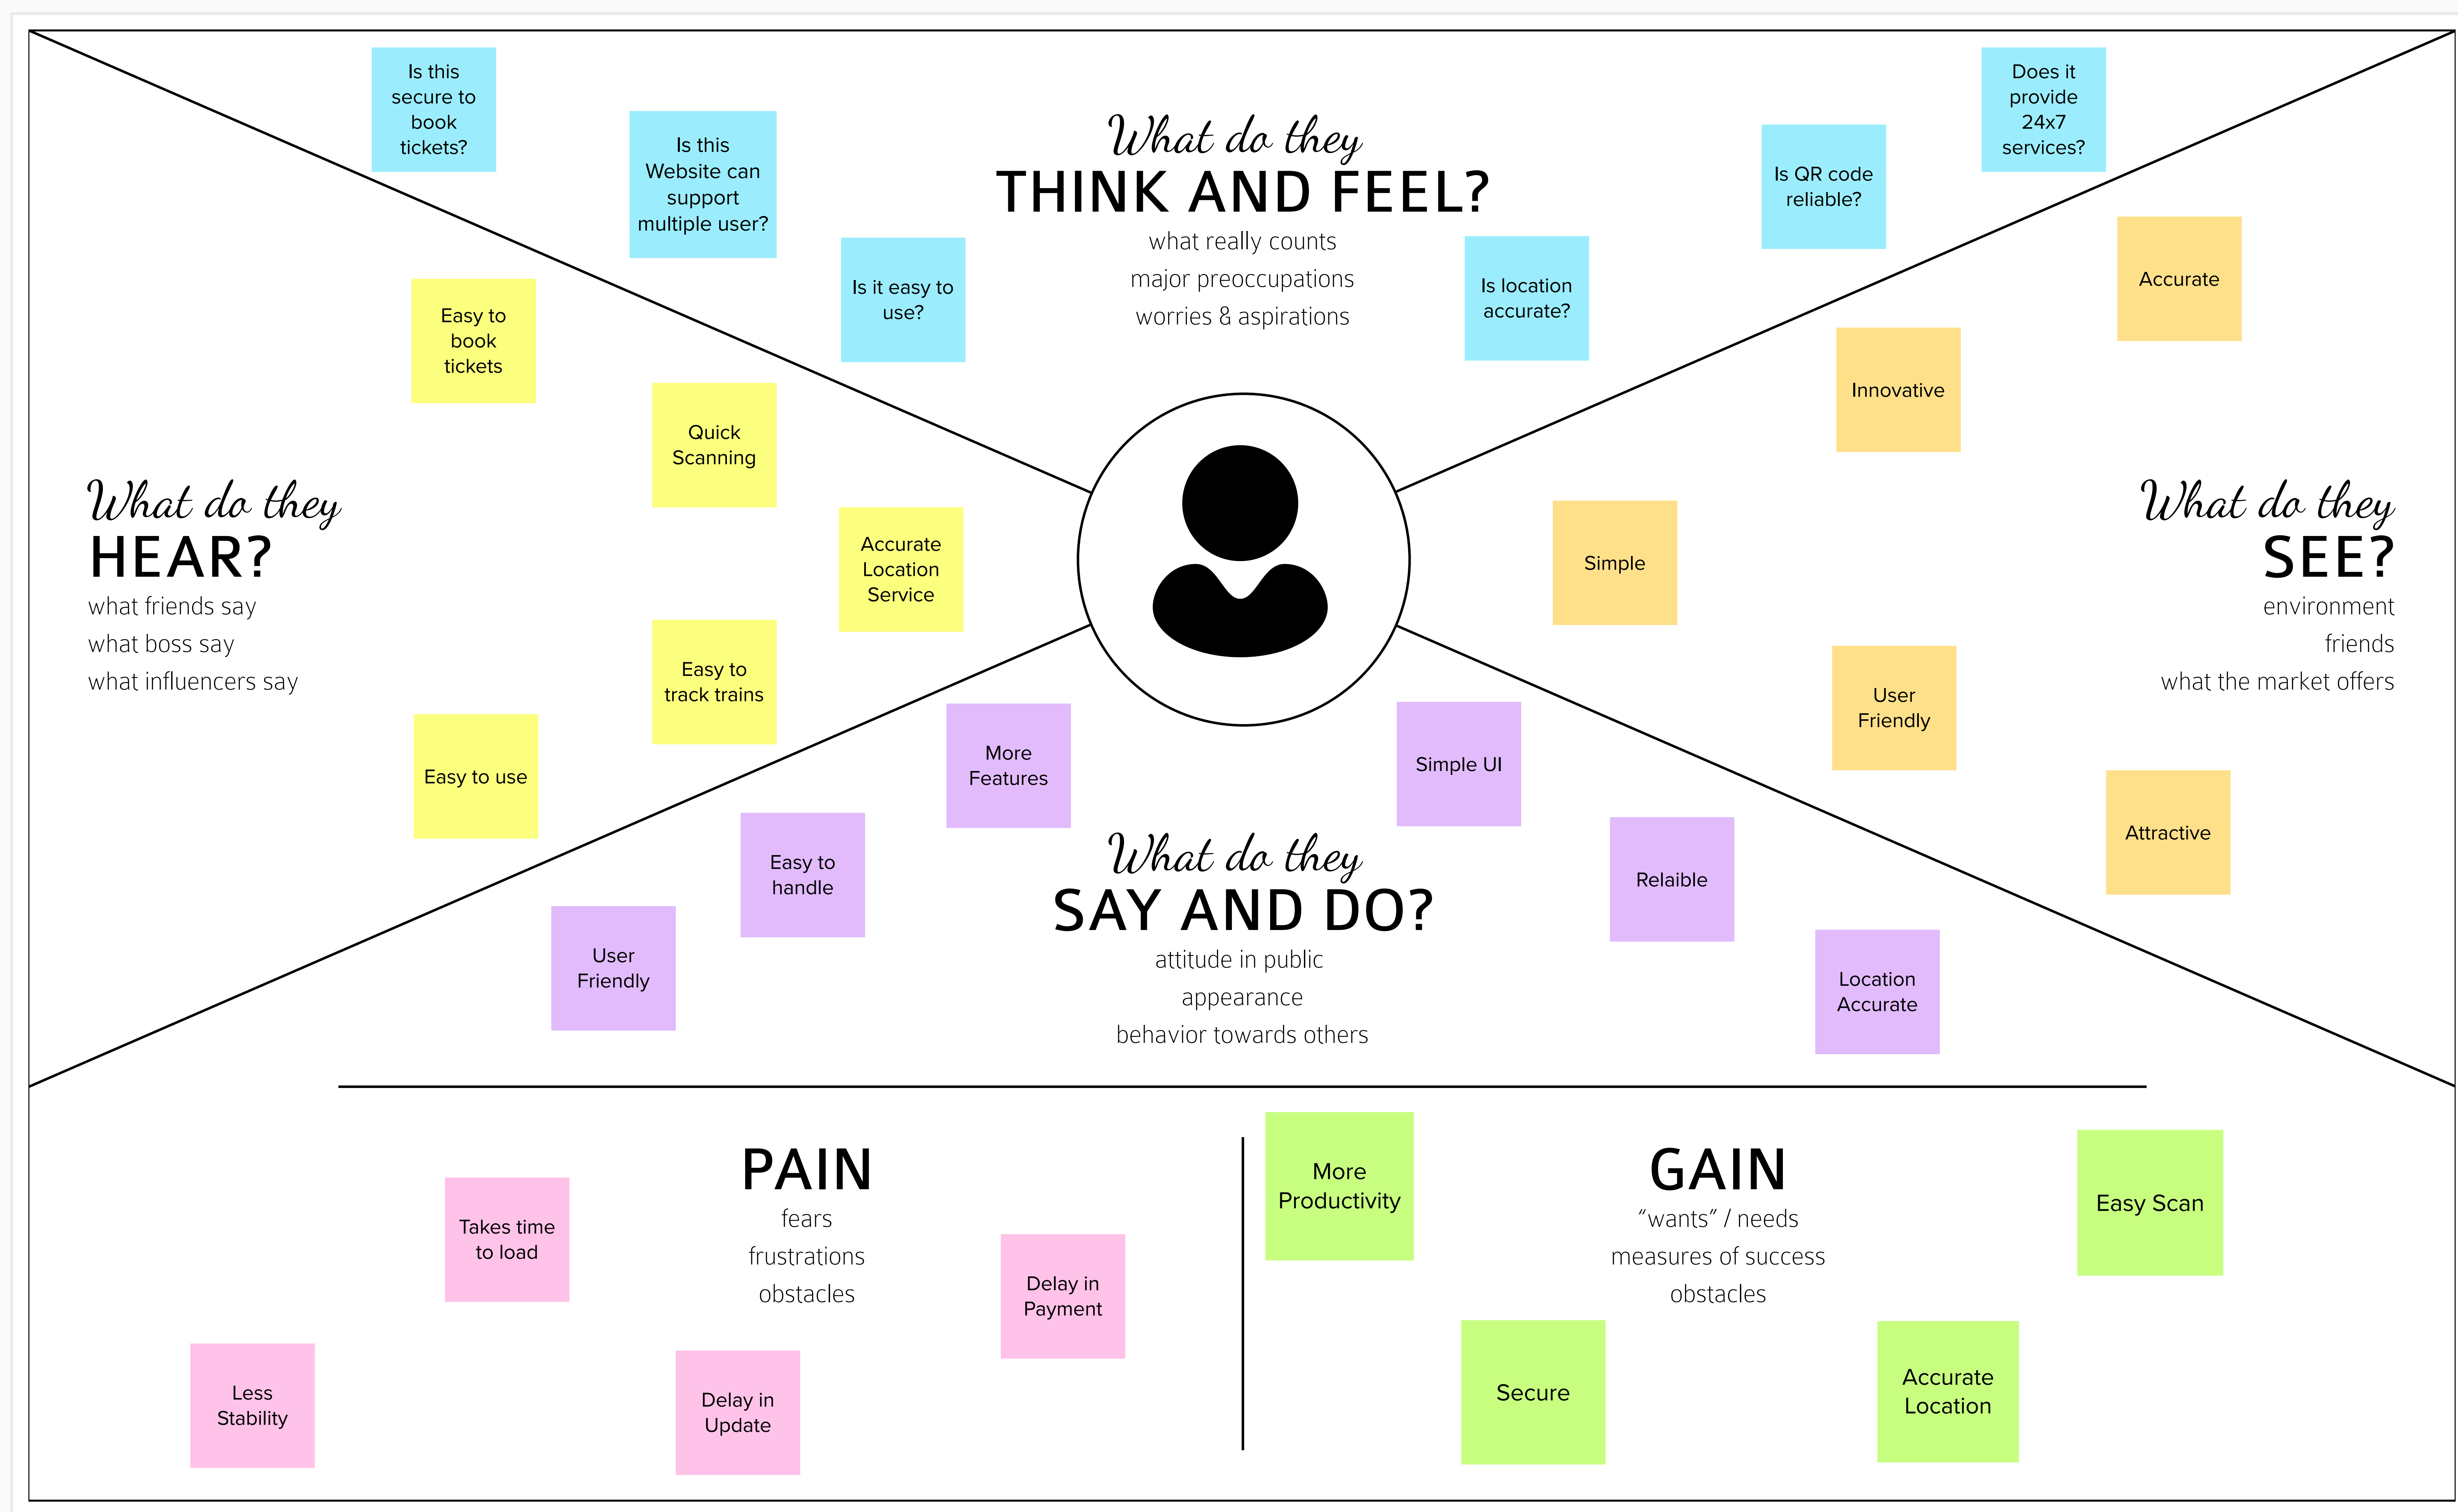 Is this
secure to
book
tickets?
Is this
Website can
support
multiple user?
Is it easy to
use?
What do they
THINK AND FEEL?
what really counts
major preoccupations
worries & aspirations
Is location
accurate?
Is QR code
reliable?
Does it
provide
24x7
services?
What do they
HEAR?
what friends say
what boss say
what influencers say
Easy to
book
tickets
Quick
Scanning
Accurate
Location
Service
Easy to
track trains
Easy to use
Accurate
Innovative
Simple
User
Friendly
Attractive
What do they
SEE?
environment
friends
what the market offers
More
Features
Easy to
handle
User
Friendly
What do they
SAY AND DO?
attitude in public
appearance
behavior towards others
Simple UI
Relaible
Location
Accurate
PAIN
fears
frustrations
obstacles
Takes time
to load
Less
Stability
Delay in
Update
Delay in
Payment
More
Productivity
GAIN
“wants” / needs
measures of success
obstacles
Easy Scan
Secure
Accurate
Location